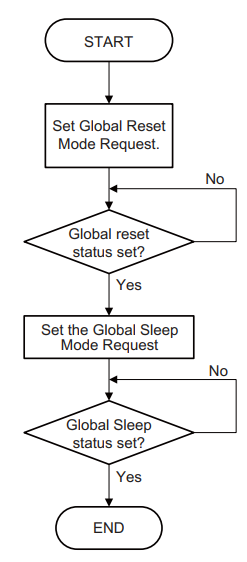 START
Set Global Reset
Mode Request.
No
Global reset
status set?
Yes
Set the Global Sleep
Mode Request
No
Global Sleep
status set?
Yes
END